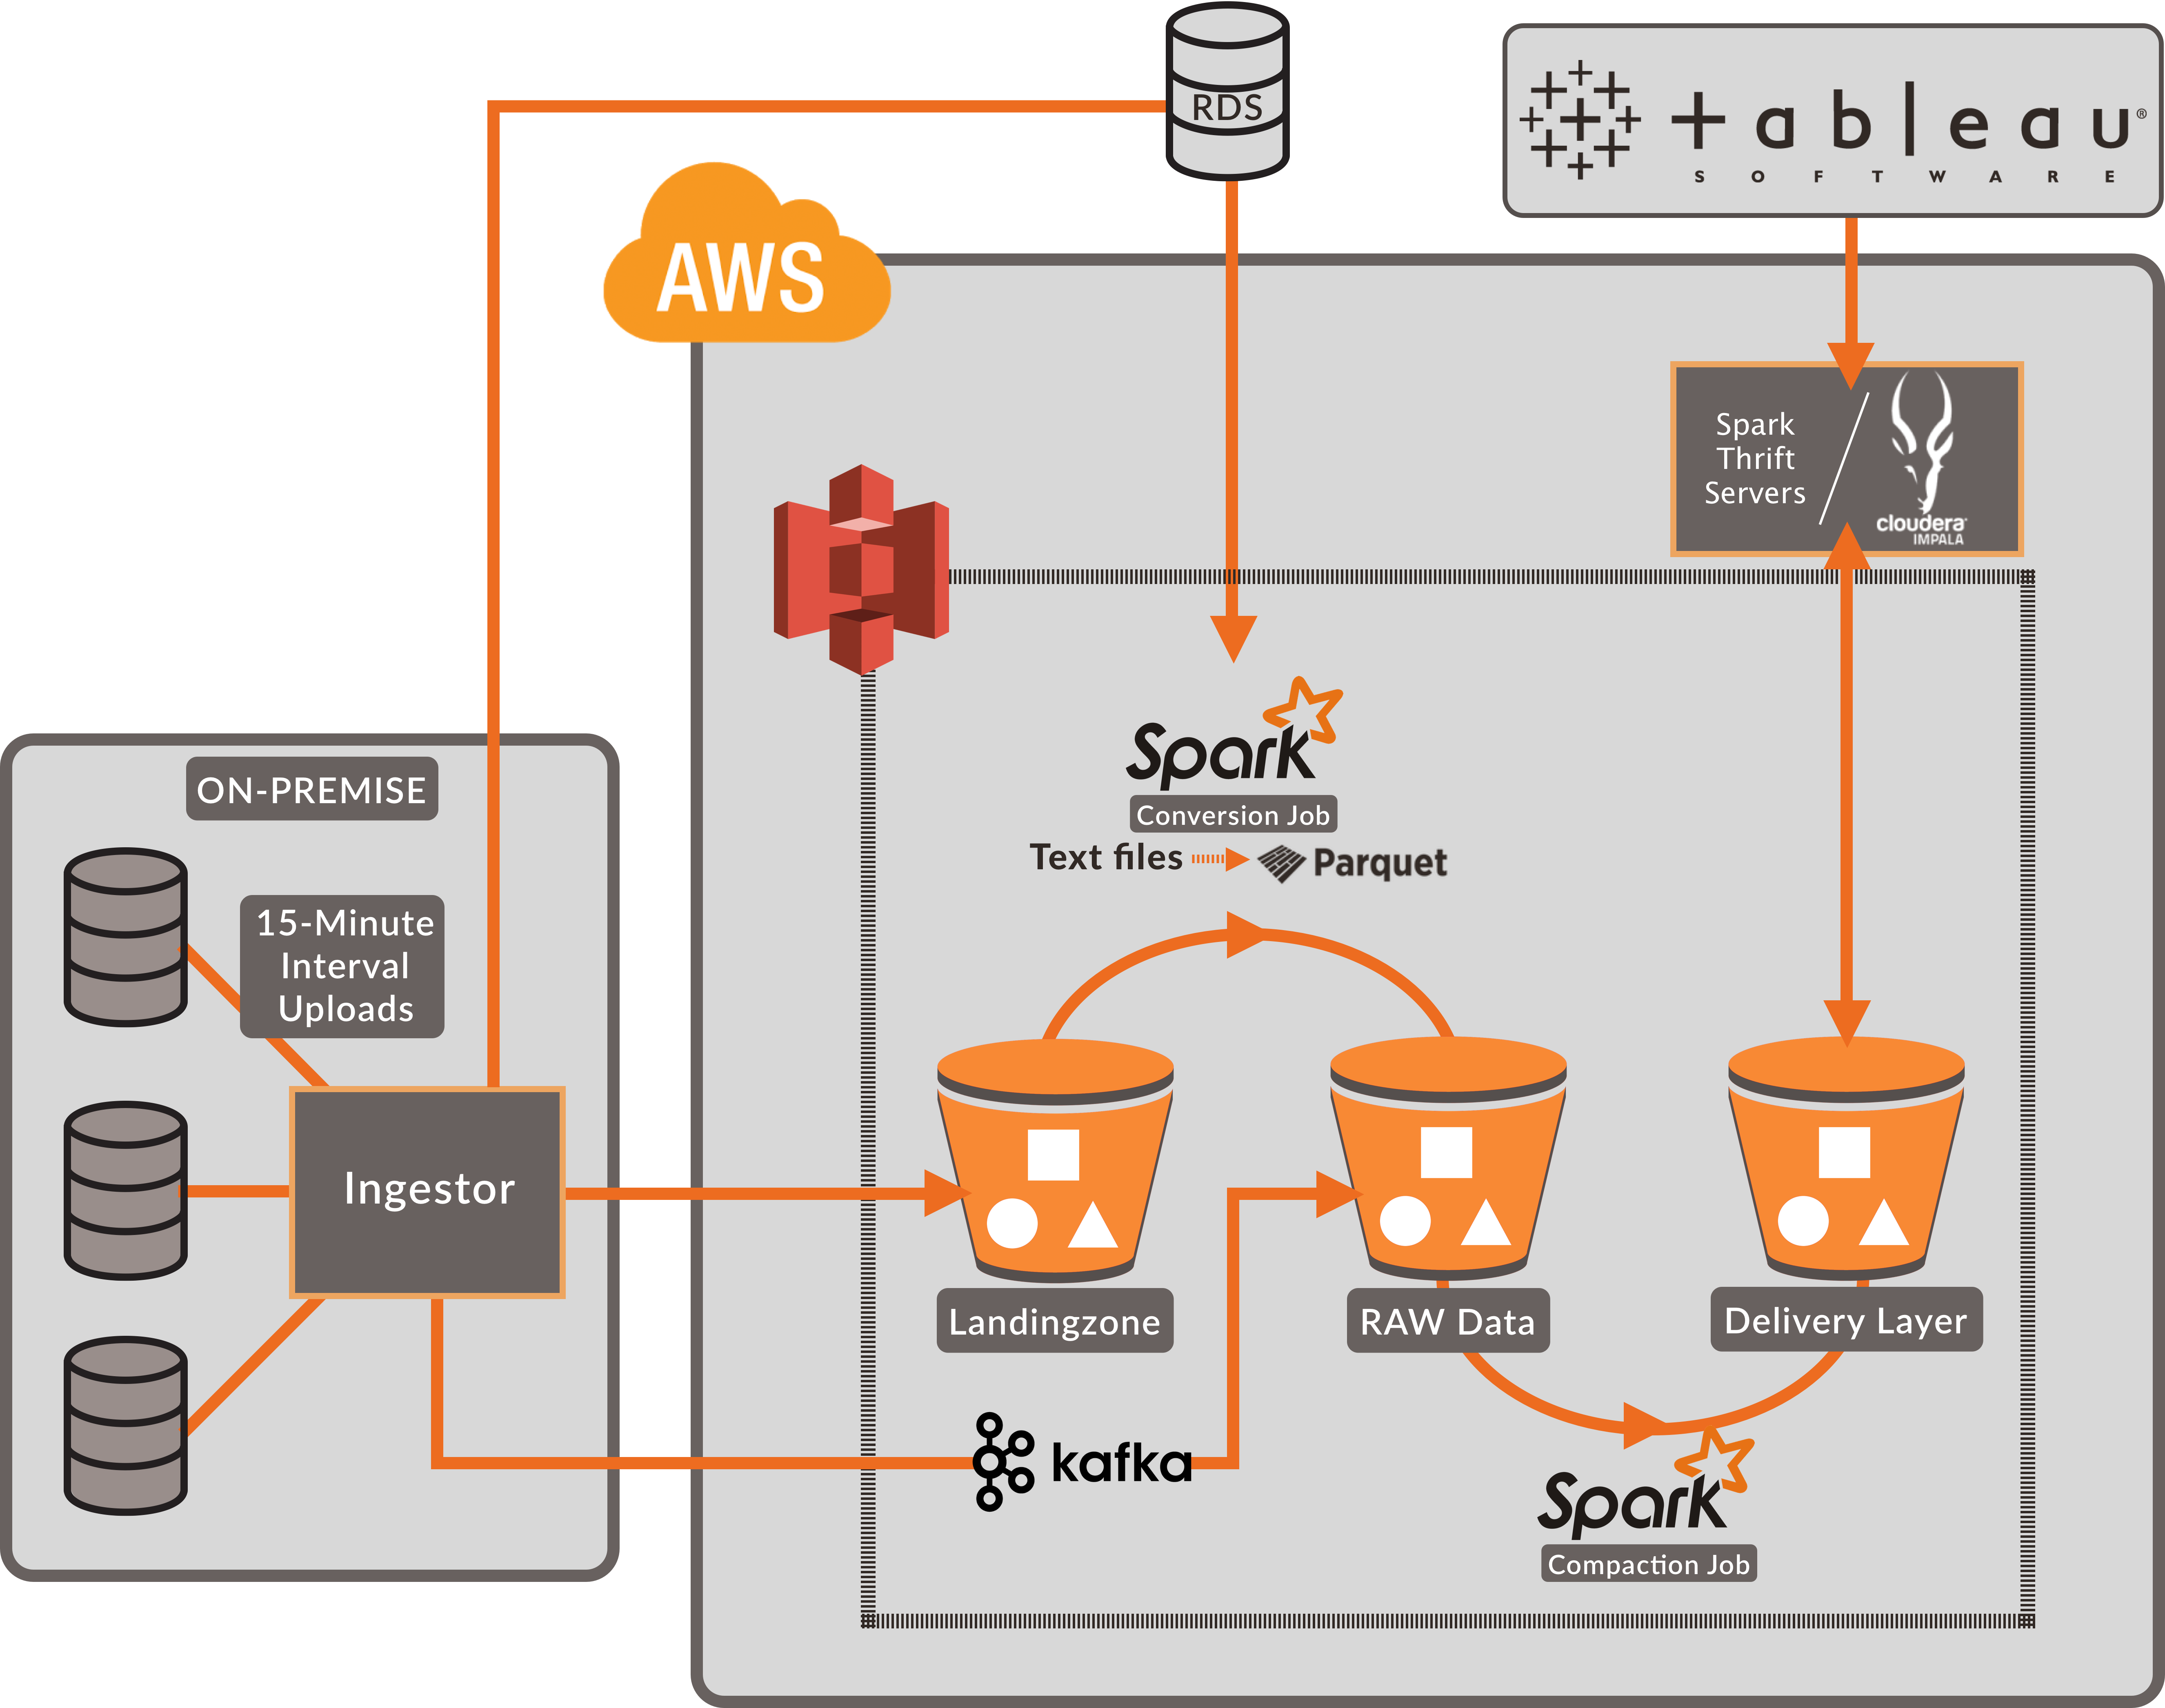 RDS
+ableau®
SOFTWARE
AWS
Spark
Thrift
Servers
cloudera
IMPALA
Spark
Conversion Job
Text files
Parquet
ON-PREMISE
15-Minute
Interval
Uploads
Ingestor
Landingzone
RAW Data
Delivery Layer
kafka
Spark
Compaction Job